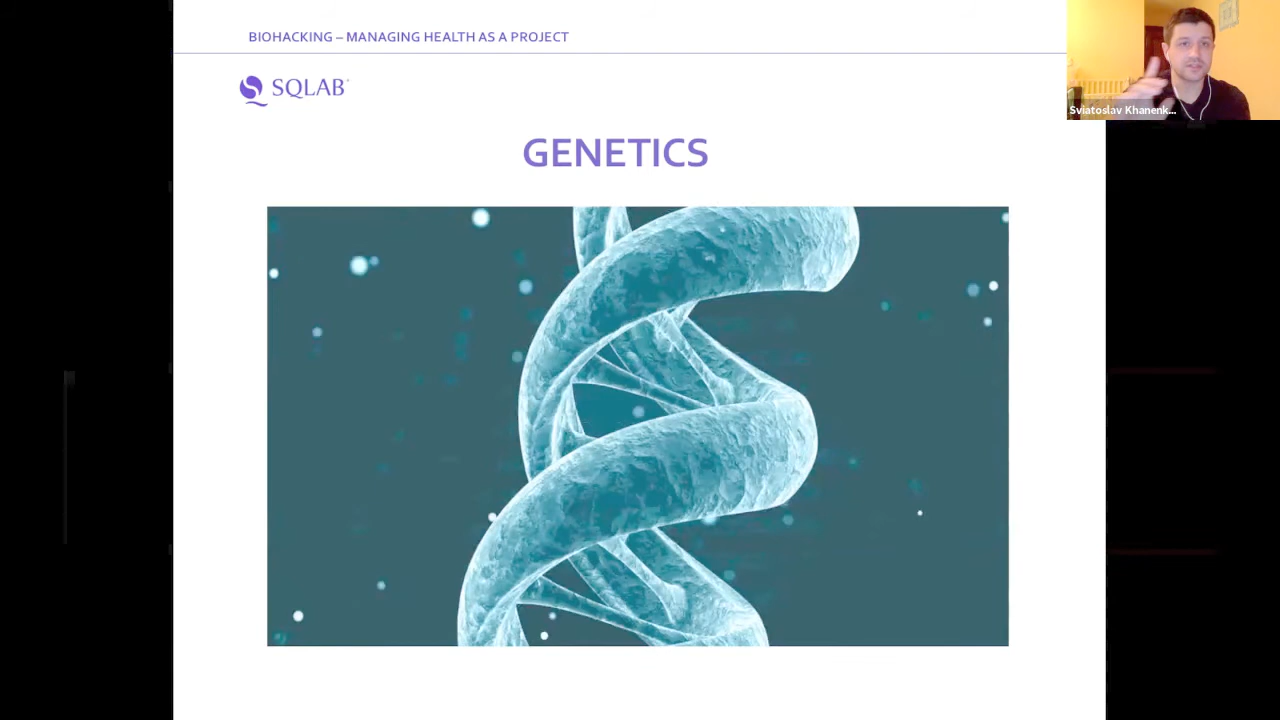 BIOHACKING – MANAGING HEALTH AS A PROJECT
SQLAB
GENETICS
Sviatoslav Khanenk...